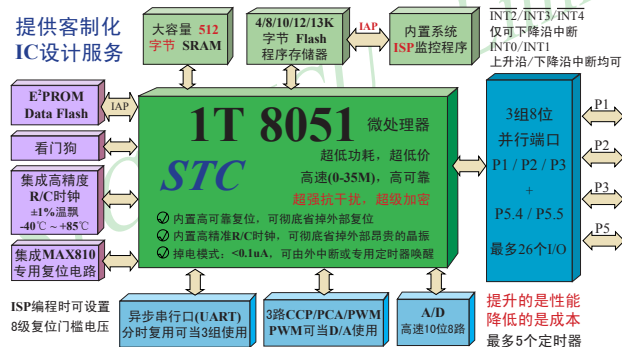 提供客制化
IC设计服务
大容量 512
字节 SRAM
4/8/10/12/13K
字节 Flash
程序存储器
IAP
内置系统
ISP监控程序
INT2/INT3/INT4
仅可下降沿中断
INT0/INT1
上升沿/下降沿中断均可
E²PROM
Data Flash
IAP
看门狗
集成高精度
R/C时钟
±1%温飘
-40℃ ~ +85℃
集成MAX810
专用复位电路
1T 8051 微处理器
STC
超低功耗，超低价
高速(0-35M)，高可靠
超强抗干扰，超级加密
内置高可靠复位，可彻底省掉外部复位
内置高精准R/C时钟，可彻底省掉外部昂贵的晶振
掉电模式：<0.1uA，可由外中断或专用定时器唤醒
3组8位
并行端口
P1 / P2 / P3
+
P5.4 / P5.5
最多26个I/O
P1
P2
P3
P5
ISP编程时可设置
8级复位门槛电压
异步串行口(UART)
分时复用可当3组使用
3路CCP/PCA/PWM
PWM可当D/A使用
A/D
高速10位8路
提升的是性能
降低的是成本
最多5个定时器